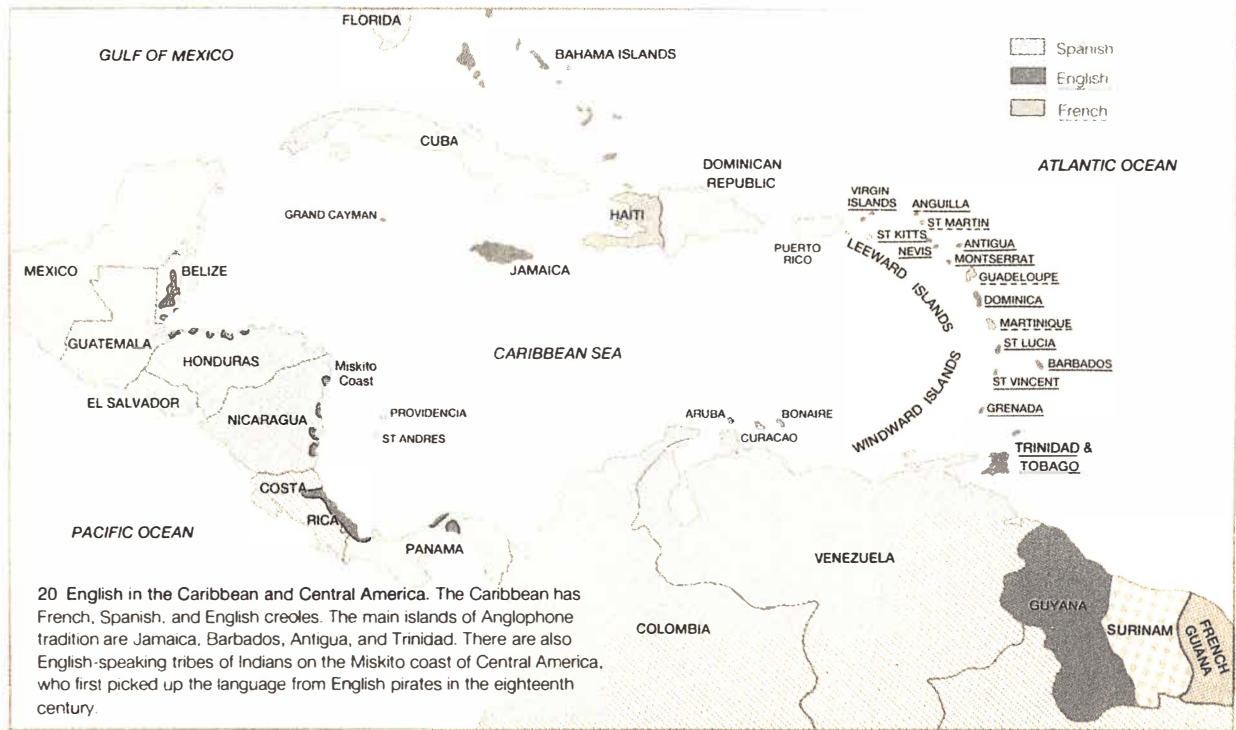 FLORIDA
GULF OF MEXICO
BAHAMA ISLANDS
Spanish
English
French
CUBA
DOMINICAN
REPUBLIC
ATLANTIC OCEAN
GRAND CAYMAN
HAITI
VIRGIN
ISLANDS
ANGUILLA
ST MARTIN
ST KITTS
NEVIS
ANTIGUA
PUERTO
RICO
MONTSERRAT
LEEWARD ISLANDS
MEXICO
BELIZE
JAMAICA
GUADELOUPE
DOMINICA
MARTINIQUE
GUATEMALA
HONDURAS
CARIBBEAN SEA
ST LUCIA
BARBADOS
Miskito
Coast
ST VINCENT
EL SALVADOR
WINDWARD ISLANDS
NICARAGUA
PROVIDENCIA
ARUBA
BONAIRE
GRENADA
ST ANDRES
CURACAO
TRINIDAD &
TOBAGO
COSTA
RICA
PACIFIC OCEAN
PANAMA
VENEZUELA
GUYANA
COLOMBIA
SURINAM
FRENCH
GUIANA
20 English in the Caribbean and Central America. The Caribbean has
French, Spanish, and English creoles. The main islands of Anglophone
tradition are Jamaica, Barbados, Antigua, and Trinidad. There are also
English-speaking tribes of Indians on the Miskito coast of Central America,
who first picked up the language from English pirates in the eighteenth
century.